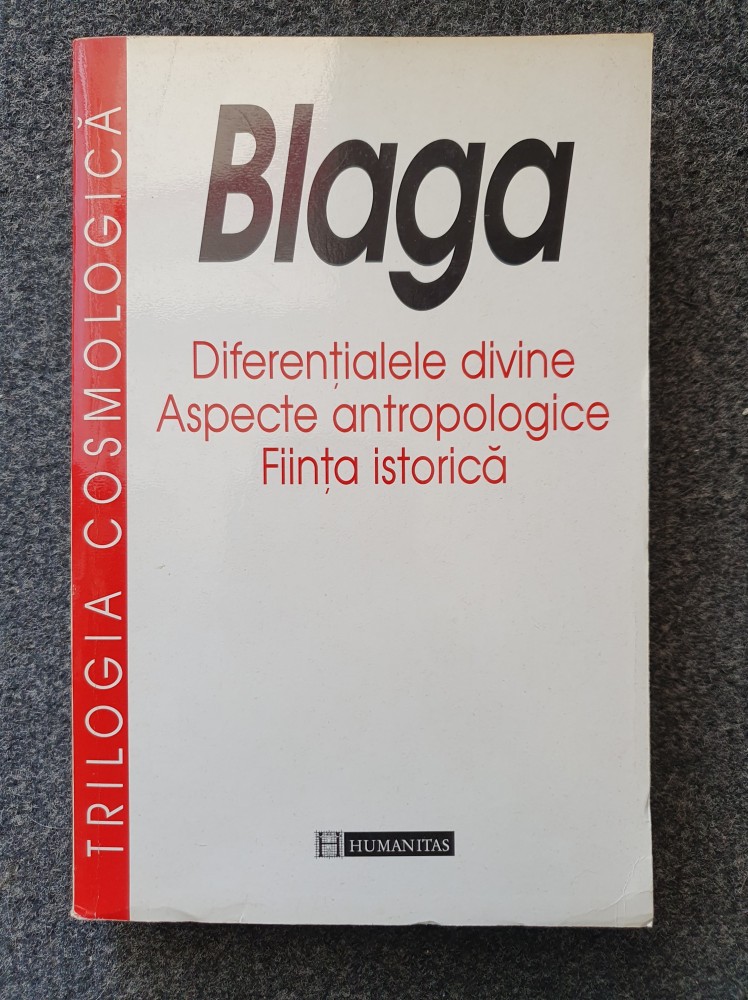 TRILOGIA COSMOLOGICĂ
Blaga
Diferențialele divine
Aspecte antropologice
Ființa istorică
H HUMANITAS